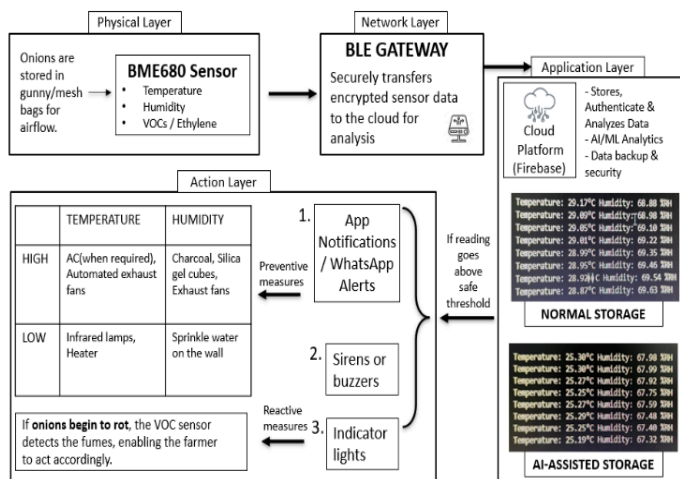 Physical Layer
Onions are
stored in
gunny/mesh
bags for
airflow.
BME680 Sensor
• Temperature
• Humidity
• VOCs / Ethylene
Network Layer
BLE GATEWAY
Securely transfers
encrypted sensor data
to the cloud for
analysis
Application Layer
Cloud
Platform
(Firebase)
- Stores,
Authenticate &
Analyzes Data
- AI/ML Analytics
- Data backup &
security
Temperature: 29.17°C Humidity: 68.88 %RH
Temperature: 29.09°C Humidity: 68.98 %RH
Temperature: 29.05°C Humidity: 69.10 %RH
Temperature: 29.01°C Humidity: 69.22 %RH
Temperature: 28.99°C Humidity: 69.35 %RH
Temperature: 28.95°C Humidity: 69.46 %RH
Temperature: 28.92°C Humidity: 69.54 %RH
Temperature: 28.87°C Humidity: 69.63 %RH
NORMAL STORAGE
Temperature: 25.30°C Humidity: 67.98 %RH
Temperature: 25.30°C Humidity: 67.99 %RH
Temperature: 25.27°C Humidity: 67.92 %RH
Temperature: 25.25°C Humidity: 67.75 %RH
Temperature: 25.27°C Humidity: 67.59 %RH
Temperature: 25.29°C Humidity: 67.48 %RH
Temperature: 25.25°C Humidity: 67.40 %RH
Temperature: 25.19°C Humidity: 67.32 %RH
AI-ASSISTED STORAGE
If reading
goes
above
safe
threshold
Action Layer
1. App
Notifications
/ WhatsApp
Alerts
2. Sirens or
buzzers
3. Indicator
lights
Preventive
measures
TEMPERATURE HUMIDITY
HIGH AC(when required), Charcoal, Silica
Automated exhaust gel cubes,
fans Exhaust fans
LOW Infrared lamps, Sprinkle water
Heater on the wall
Reactive
measures
If onions begin to rot, the VOC sensor
detects the fumes, enabling the farmer
to act accordingly.